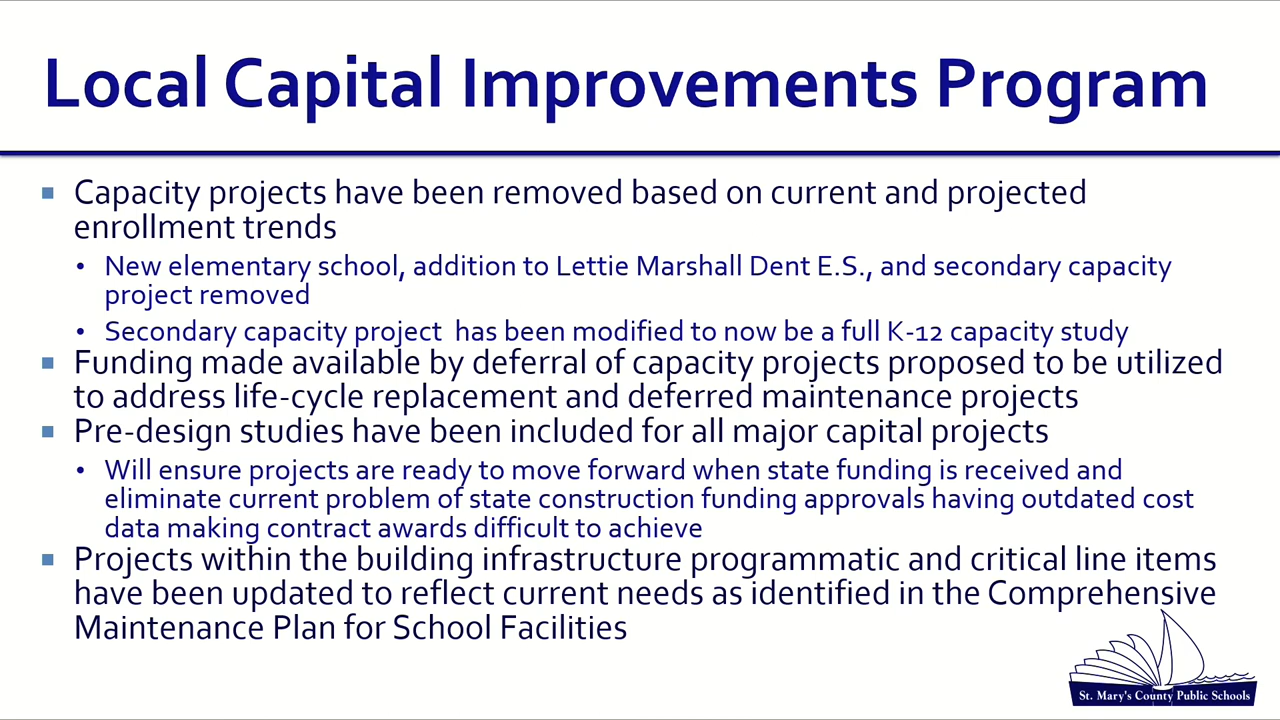 Local Capital Improvements Program
Capacity projects have been removed based on current and projected
enrollment trends
New elementary school, addition to Lettie Marshall Dent E.S., and secondary capacity
project removed
Secondary capacity project has been modified to now be a full K-12 capacity study
Funding made available by deferral of capacity projects proposed to be utilized
to address life-cycle replacement and deferred maintenance projects
Pre-design studies have been included for all major capital projects
Will ensure projects are ready to move forward when state funding is received and
eliminate current problem of state construction funding approvals having outdated cost
data making contract awards difficult to achieve
Projects within the building infrastructure programmatic and critical line items
have been updated to reflect current needs as identified in the Comprehensive
Maintenance Plan for School Facilities
St. Mary's County Public Schools